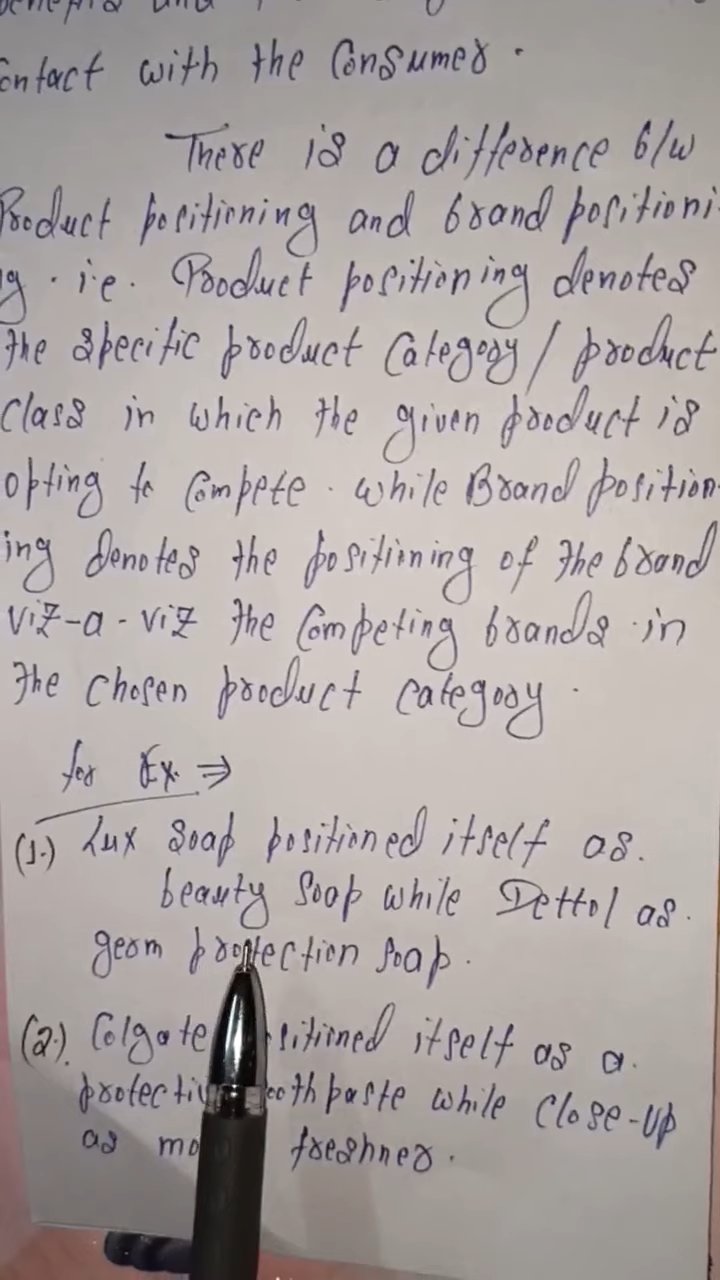 contact with the Consumer.
There is a difference b/w
Product positioning and brand positioni
g. i.e. Product positioning denotes
the specific product Category / product
Class in which the given product is
opting to Compete. while Brand position-
ing denotes the positioning of the brand
viz-a-viz the Competing brands in
the chosen product category.
for Ex. ⇒
(1.) Lux Soap positioned itself as.
beauty Soap while Dettol as.
germ protection soap.
(2.) Colgate positioned itself as a.
protective toothpaste while Close-up
as freshner.